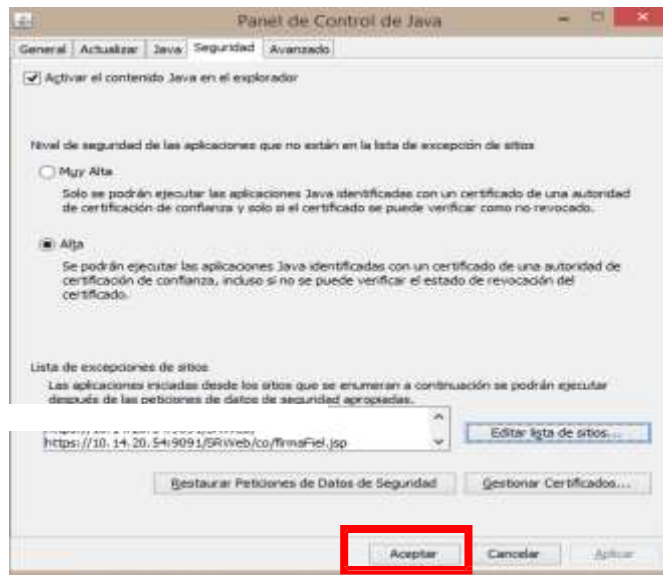 Panel de Control de Java
General Actualizar Java Seguridad Avanzado
Activar el contenido Java en el explorador
Nivel de seguridad de las aplicaciones que no están en la lista de excepción de sitios
Muy Alta
Solo se podrán ejecutar las aplicaciones Java identificadas con un certificado de una autoridad
de certificación de confianza y solo si el certificado se puede verificar como no revocado.
Alta
Se podrán ejecutar las aplicaciones Java identificadas con un certificado de una autoridad de
certificación de confianza, incluso si no se puede verificar el estado de revocación del
certificado.
Lista de excepciones de sitios
Las aplicaciones iniciadas desde los sitios que se enumeran a continuación se podrán ejecutar
después de las peticiones de datos de seguridad apropiadas.
https://10.14.20.54:9091/SRWeb/co/firmaFiel.jsp
Editar lista de sitios...
Restaurar Peticiones de Datos de Seguridad Gestionar Certificados...
Aceptar Cancelar Aplicar